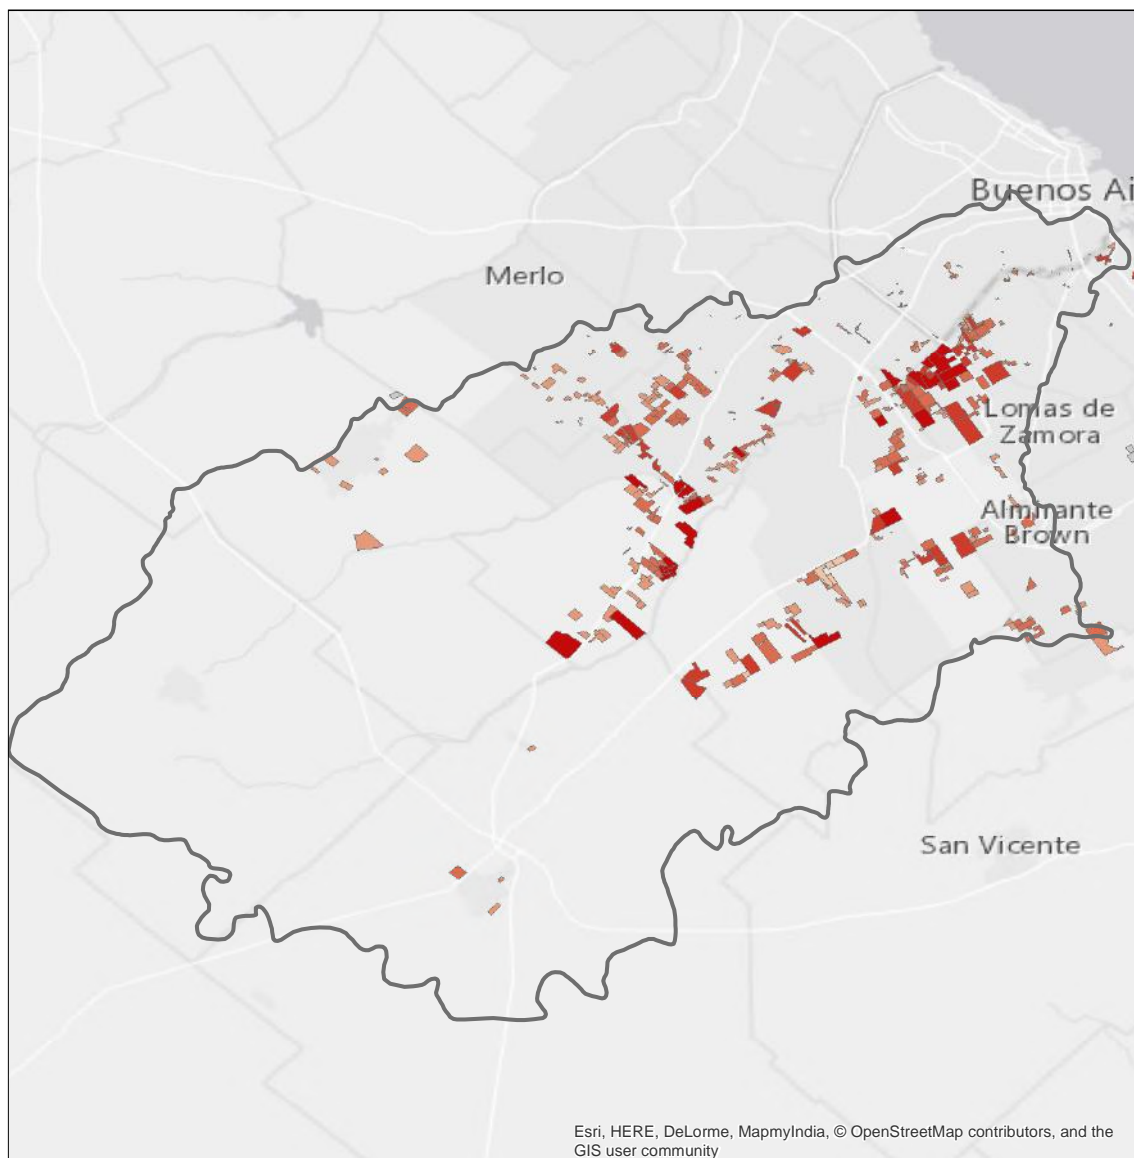 Buenos Ai
Merlo
Lomas de
Zamora
Almirante
Brown
San Vicente
Esri, HERE, DeLorme, MapmyIndia, © OpenStreetMap contributors, and the
GIS user community